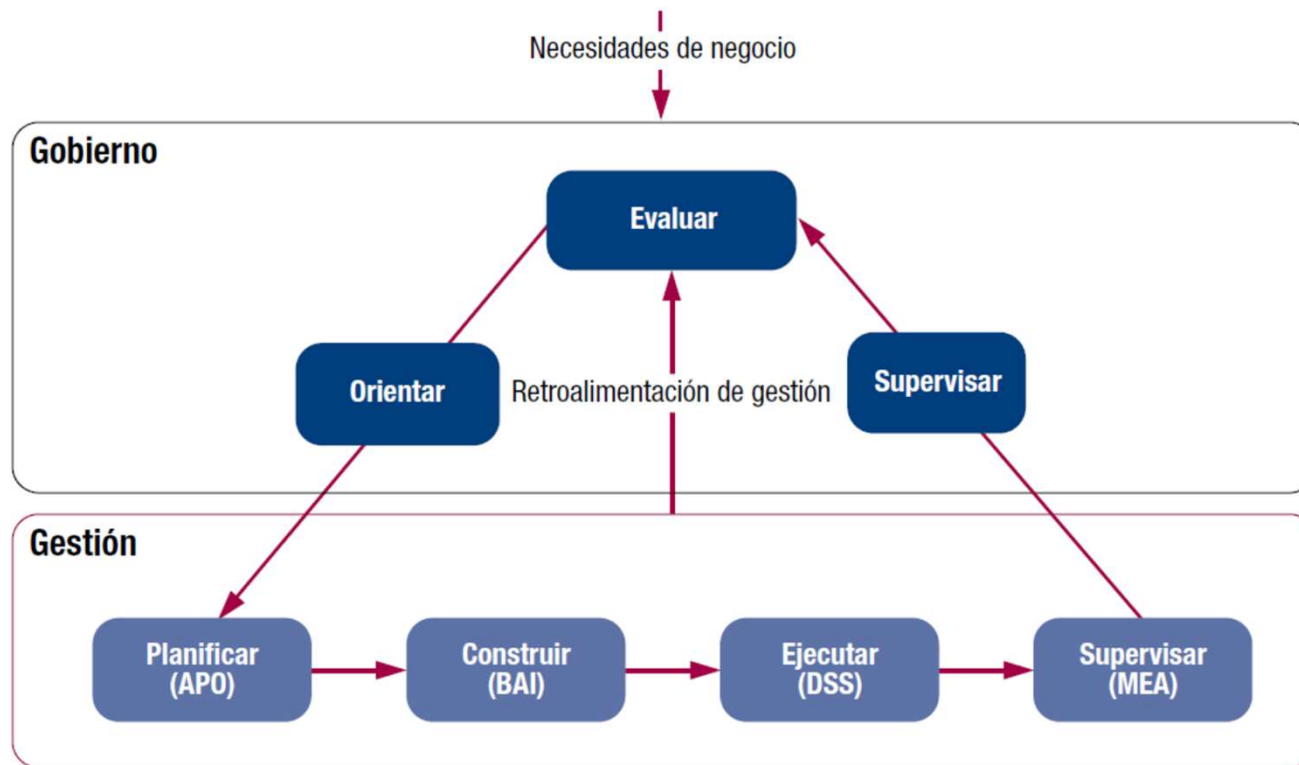 Necesidades de negocio
Gobierno
Evaluar
Orientar
Retroalimentación de gestión
Supervisar
Gestión
Planificar
(APO)
Construir
(BAI)
Ejecutar
(DSS)
Supervisar
(MEA)